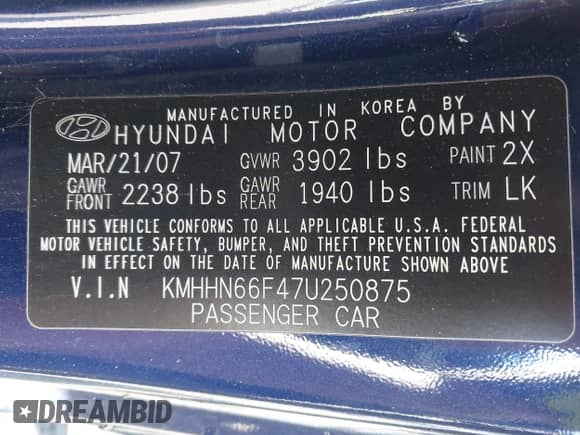 MANUFACTURED IN KOREA BY
HYUNDAI MOTOR COMPANY
MAR/21/07 GVWR 3902 lbs PAINT 2X
GAWR FRONT 2238 lbs GAWR REAR 1940 lbs TRIM LK
THIS VEHICLE CONFORMS TO ALL APPLICABLE U.S.A. FEDERAL
MOTOR VEHICLE SAFETY, BUMPER, AND THEFT PREVENTION STANDARDS
IN EFFECT ON THE DATE OF MANUFACTURE SHOWN ABOVE
V.I.N KMHHN66F47U250875
PASSENGER CAR
DREAMBID